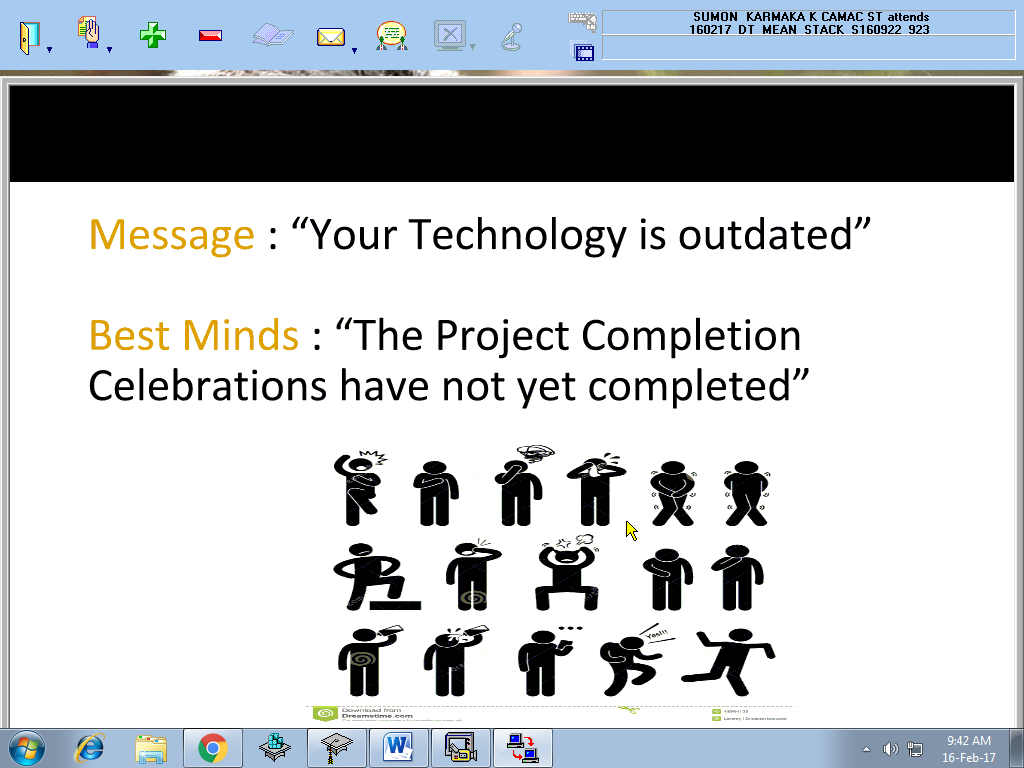 SUMON KARMAKA K CAMAC ST attends
160217 DT MEAN STACK S160922 923
Message : “Your Technology is outdated”
Best Minds : “The Project Completion
Celebrations have not yet completed”
Yes!!!
Download from
Dreamstime.com
9:42 AM
16-Feb-17